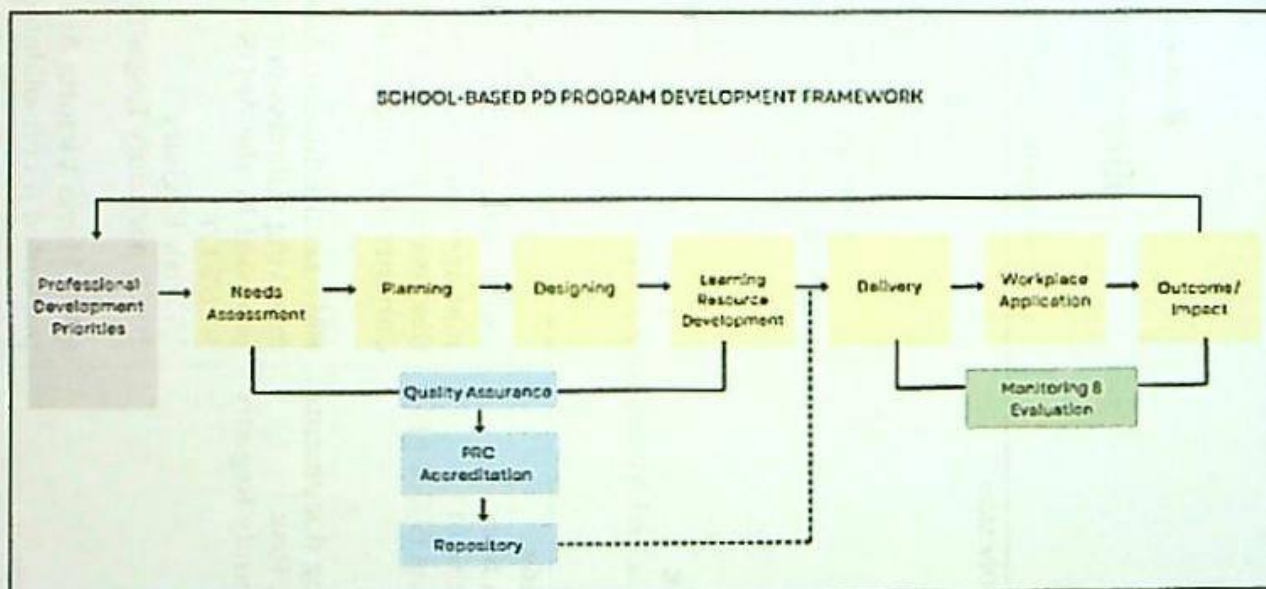 SCHOOL-BASED PD PROGRAM DEVELOPMENT FRAMEWORK
Professional
Development
Priorities
Needs
Assessment
Planning
Designing
Learning
Resource
Development
Delivery
Workplace
Application
Outcome/
Impact
Quality Assurance
PRC
Accreditation
Repository
Monitoring &
Evaluation